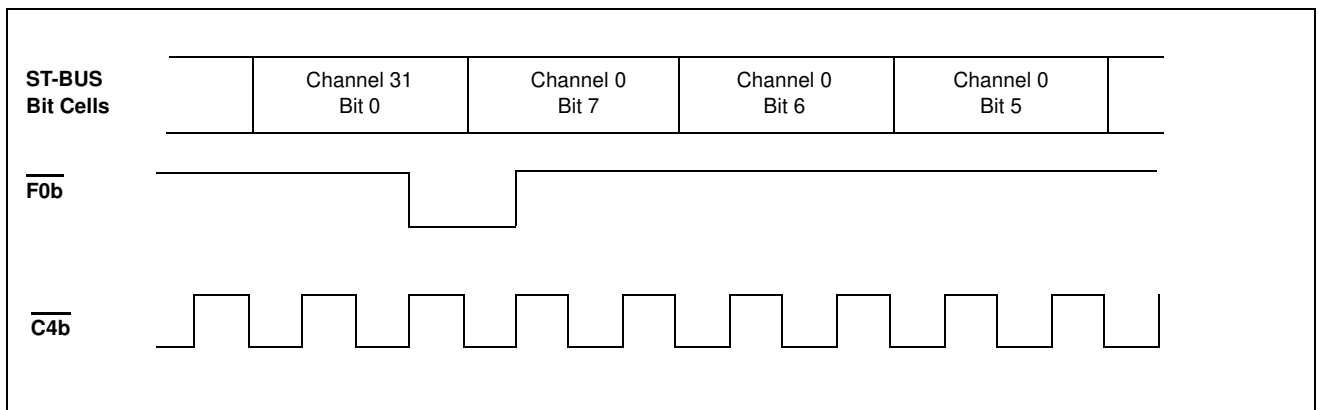 ST-BUS
Bit Cells
Channel 31
Bit 0
Channel 0
Bit 7
Channel 0
Bit 6
Channel 0
Bit 5
F0b
C4b